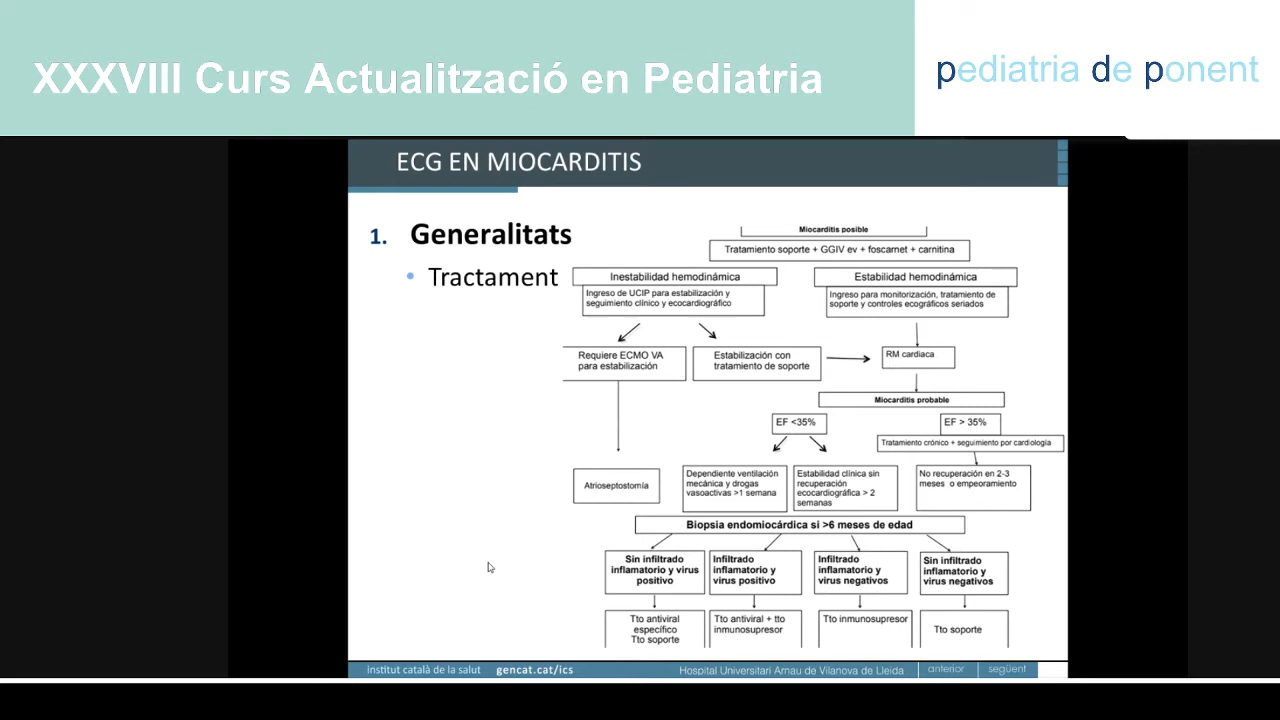 XXXVIII Curs Actualització en Pediatria
pediatria de ponent
ECG EN MIOCARDITIS
1. Generalitats
• Tractament
Miocarditis posible
Tratamiento soporte + GGIV ev + foscarnet + carnitina
Inestabilidad hemodinámica
Ingreso de UCIP para estabilización y
seguimiento clínico y ecocardiográfico
Estabilidad hemodinámica
Ingreso para monitorización, tratamiento de
soporte y controles ecográficos seriados
Requiere ECMO VA
para estabilización
Estabilización con
tratamiento de soporte
RM cardiaca
Miocarditis probable
EF <35%
EF > 35%
Tratamiento crónico + seguimiento por cardiología
Atrioseptostomía
Dependiente ventilación
mecánica y drogas
vasoactivas >1 semana
Estabilidad clínica sin
recuperación
ecocardiográfica > 2
semanas
No recuperación en 2-3
meses o empeoramiento
Biopsia endomiocárdica si >6 meses de edad
Sin infiltrado
inflamatorio y virus
positivo
Infiltrado
inflamatorio y
virus positivo
Infiltrado
inflamatorio y
virus negativos
Sin infiltrado
inflamatorio y
virus negativos
Tto antiviral
específico
Tto soporte
Tto antiviral + tto
inmunosupresor
Tto inmunosupresor
Tto soporte
institut català de la salut gencat.cat/ics
Hospital Universitari Arnau de Vilanova de Lleida
anterior
següent